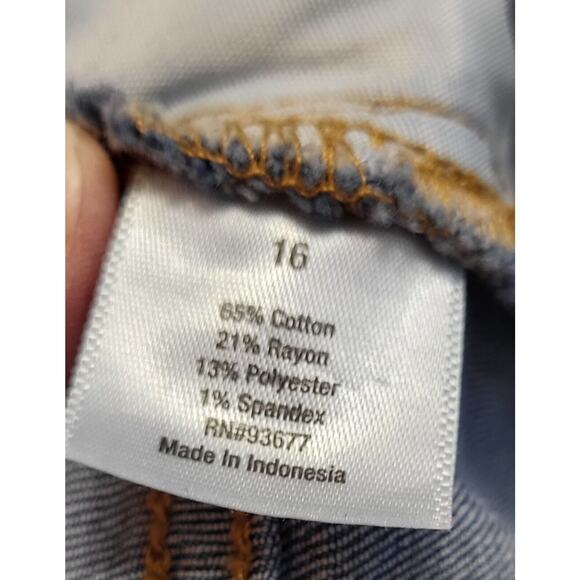 16
65% Cotton
21% Rayon
13% Polyester
1% Spandex
RN#93677
Made In Indonesia